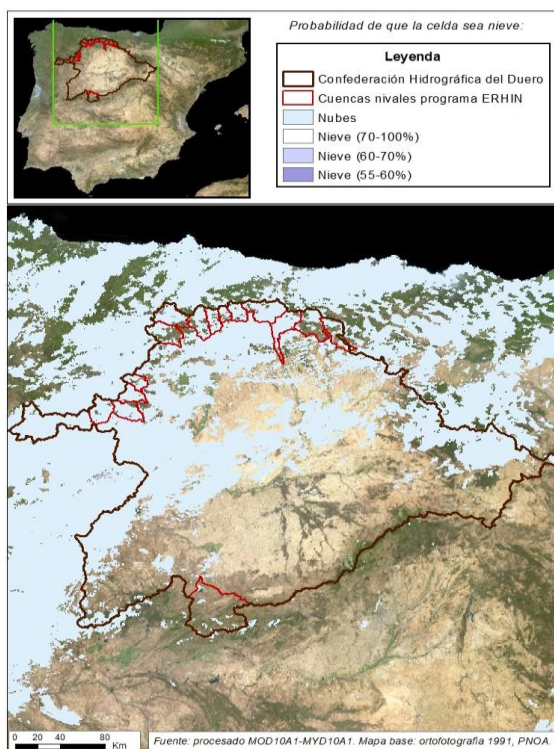 Probabilidad de que la celda sea nieve:
Leyenda
Confederación Hidrográfica del Duero
Cuencas nivales programa ERHIN
Nubes
Nieve (70-100%)
Nieve (60-70%)
Nieve (55-60%)
0 20 40 80
Km
Fuente: procesado MOD10A1-MYD10A1. Mapa base: ortofotografía 1991, PNOA.